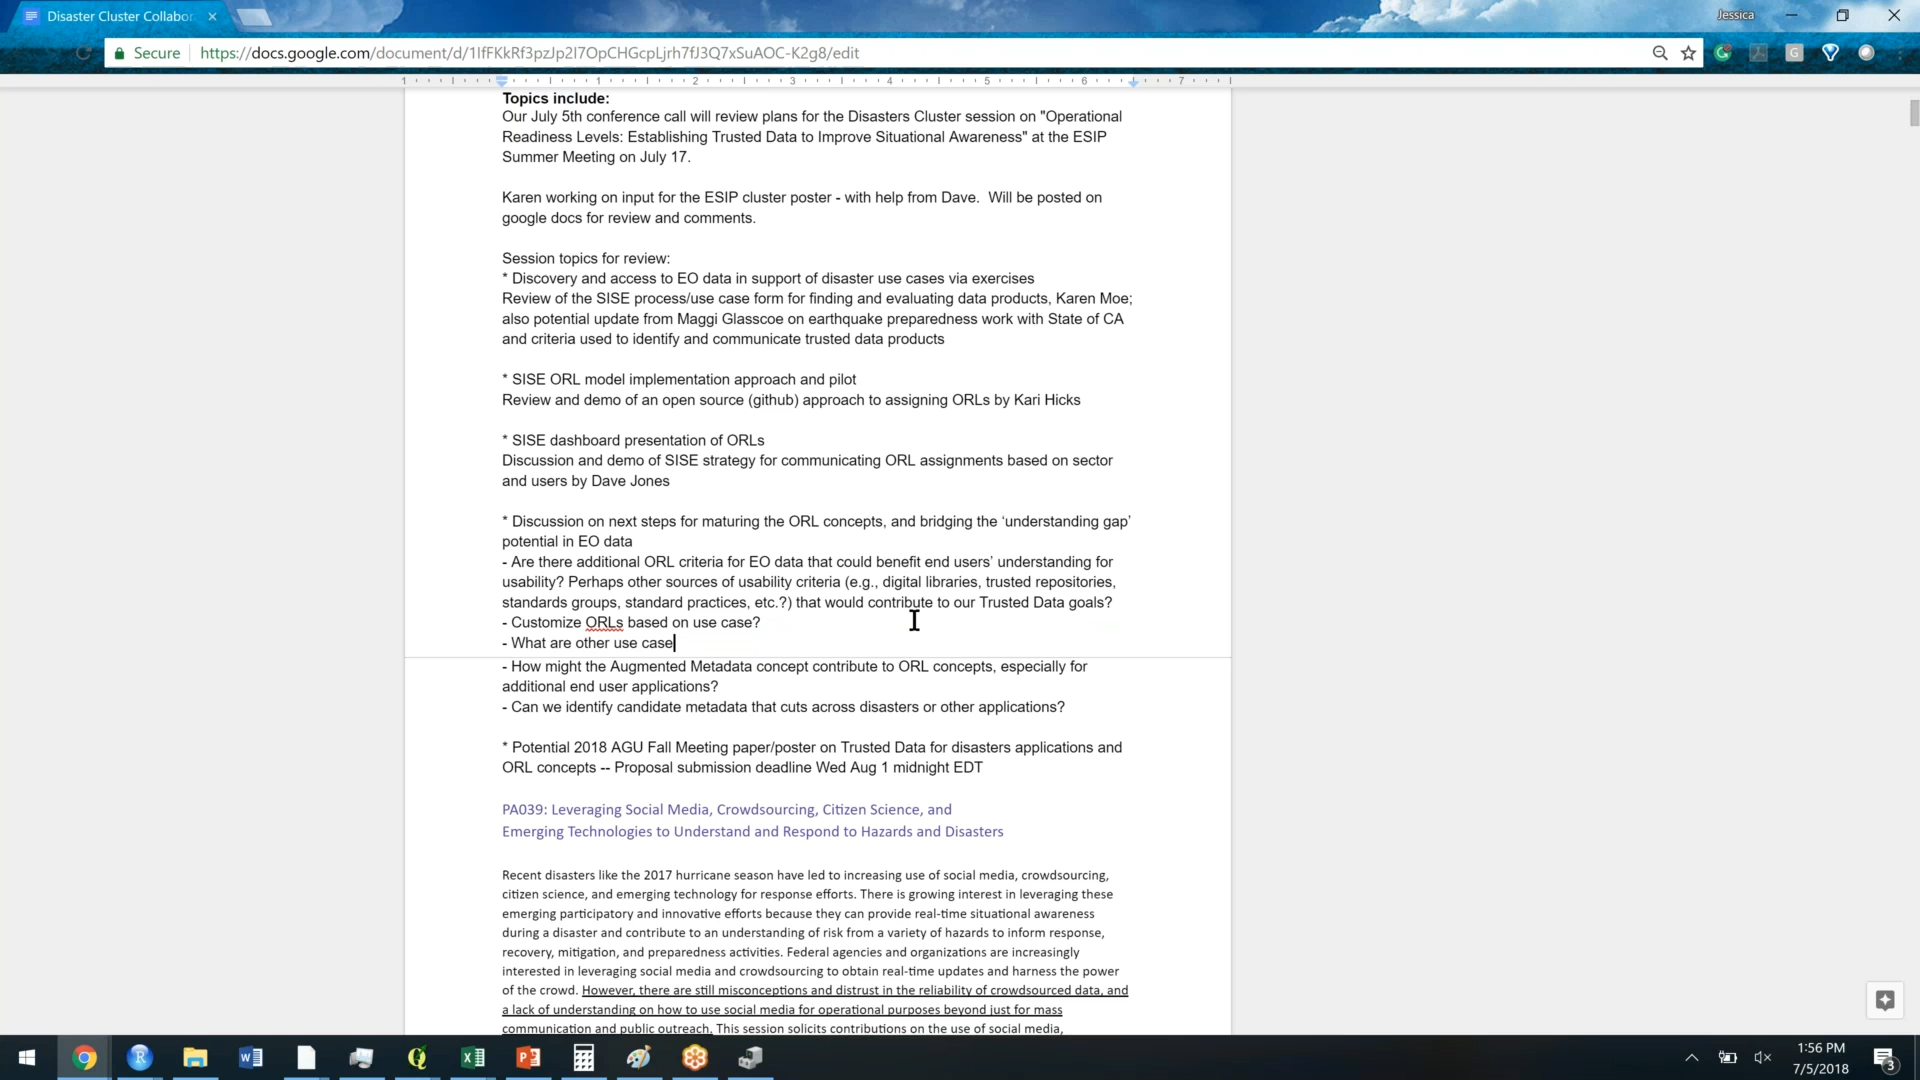 Disaster Cluster Collabor
Jessica
Secure
https://docs.google.com/document/d/1IfFKkRf3pzJp2I7OpCHGcpLjrh7fJ3Q7xSuAOC-K2g8/edit
1 1 2 3 4 5 6 7
Topics include:
Our July 5th conference call will review plans for the Disasters Cluster session on "Operational
Readiness Levels: Establishing Trusted Data to Improve Situational Awareness" at the ESIP
Summer Meeting on July 17.
Karen working on input for the ESIP cluster poster - with help from Dave.  Will be posted on
google docs for review and comments.
Session topics for review:
* Discovery and access to EO data in support of disaster use cases via exercises
Review of the SISE process/use case form for finding and evaluating data products, Karen Moe;
also potential update from Maggi Glasscoe on earthquake preparedness work with State of CA
and criteria used to identify and communicate trusted data products
* SISE ORL model implementation approach and pilot
Review and demo of an open source (github) approach to assigning ORLs by Kari Hicks
* SISE dashboard presentation of ORLs
Discussion and demo of SISE strategy for communicating ORL assignments based on sector
and users by Dave Jones
* Discussion on next steps for maturing the ORL concepts, and bridging the ‘understanding gap’
potential in EO data
- Are there additional ORL criteria for EO data that could benefit end users’ understanding for
usability? Perhaps other sources of usability criteria (e.g., digital libraries, trusted repositories,
standards groups, standard practices, etc.?) that would contribute to our Trusted Data goals?
- Customize ORLs based on use case?
- What are other use case
- How might the Augmented Metadata concept contribute to ORL concepts, especially for
additional end user applications?
- Can we identify candidate metadata that cuts across disasters or other applications?
* Potential 2018 AGU Fall Meeting paper/poster on Trusted Data for disasters applications and
ORL concepts -- Proposal submission deadline Wed Aug 1 midnight EDT
PA039: Leveraging Social Media, Crowdsourcing, Citizen Science, and
Emerging Technologies to Understand and Respond to Hazards and Disasters
Recent disasters like the 2017 hurricane season have led to increasing use of social media, crowdsourcing,
citizen science, and emerging technology for response efforts. There is growing interest in leveraging these
emerging participatory and innovative efforts because they can provide real-time situational awareness
during a disaster and contribute to an understanding of risk from a variety of hazards to inform response,
recovery, mitigation, and preparedness activities. Federal agencies and organizations are increasingly
interested in leveraging social media and crowdsourcing to obtain real-time updates and harness the power
of the crowd. However, there are still misconceptions and distrust in the reliability of crowdsourced data, and
a lack of understanding on how to use social media for operational purposes beyond just for mass
communication and public outreach. This session solicits contributions on the use of social media,
1:56 PM
7/5/2018
3